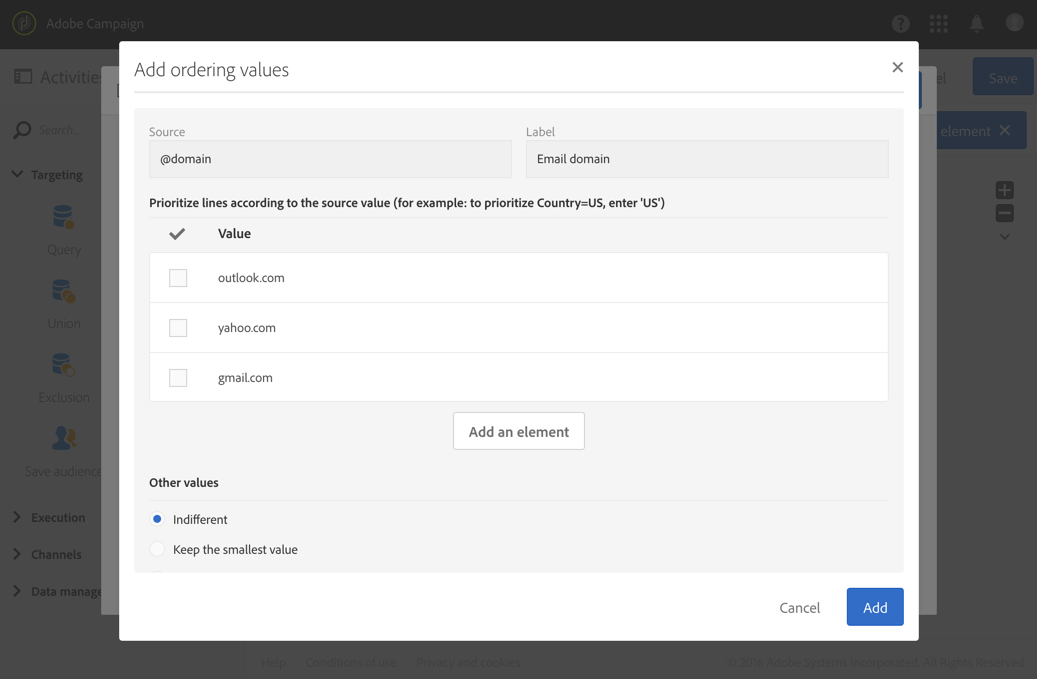 Adobe Campaign
Add ordering values
Activitie
Save
Search...
element
Source
Label
@domain
Email domain
Targeting
Prioritize lines according to the source value (for example: to prioritize Country=US, enter 'US')
Value
Query
outlook.com
Union
yahoo.com
gmail.com
Exclusion
Add an element
Save audience
Other values
Execution
Indifferent
Channels
Keep the smallest value
Data manage
Cancel
Add
Help Conditions of use Privacy and cookies © 2016 Adobe Systems Incorporated. All Rights Reserved.